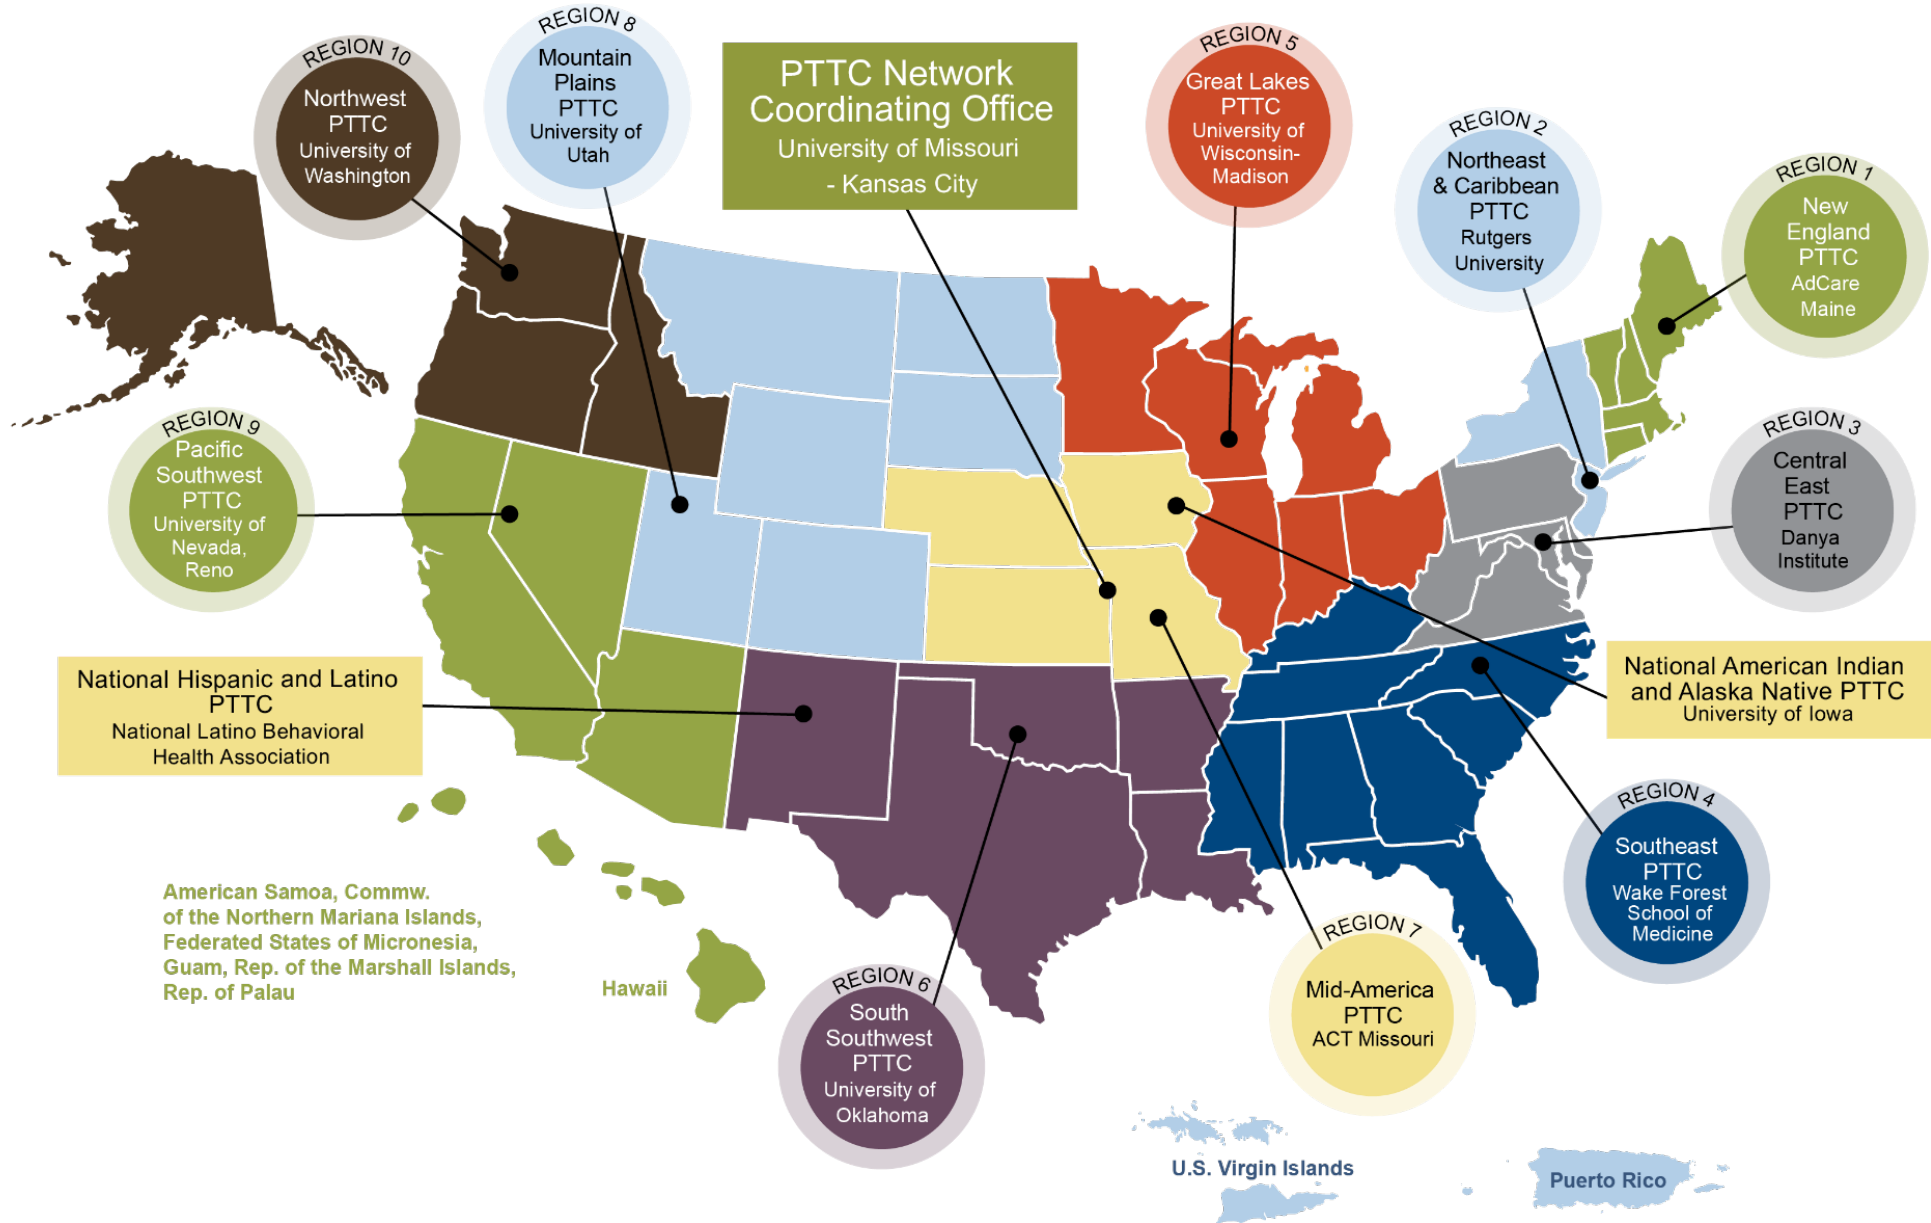 REGION 10
Northwest
PTTC
University of
Washington
REGION 8
Mountain
Plains
PTTC
University of
Utah
PTTC Network
Coordinating Office
University of Missouri
- Kansas City
REGION 5
Great Lakes
PTTC
University of
Wisconsin-
Madison
REGION 2
Northeast
& Caribbean
PTTC
Rutgers
University
REGION 1
New
England
PTTC
AdCare
Maine
REGION 9
Pacific
Southwest
PTTC
University of
Nevada,
Reno
REGION 3
Central
East
PTTC
Danya
Institute
National Hispanic and Latino
PTTC
National Latino Behavioral
Health Association
National American Indian
and Alaska Native PTTC
University of Iowa
REGION 4
Southeast
PTTC
Wake Forest
School of
Medicine
American Samoa, Commw.
of the Northern Mariana Islands,
Federated States of Micronesia,
Guam, Rep. of the Marshall Islands,
Rep. of Palau
Hawaii
REGION 6
South
Southwest
PTTC
University of
Oklahoma
REGION 7
Mid-America
PTTC
ACT Missouri
U.S. Virgin Islands
Puerto Rico